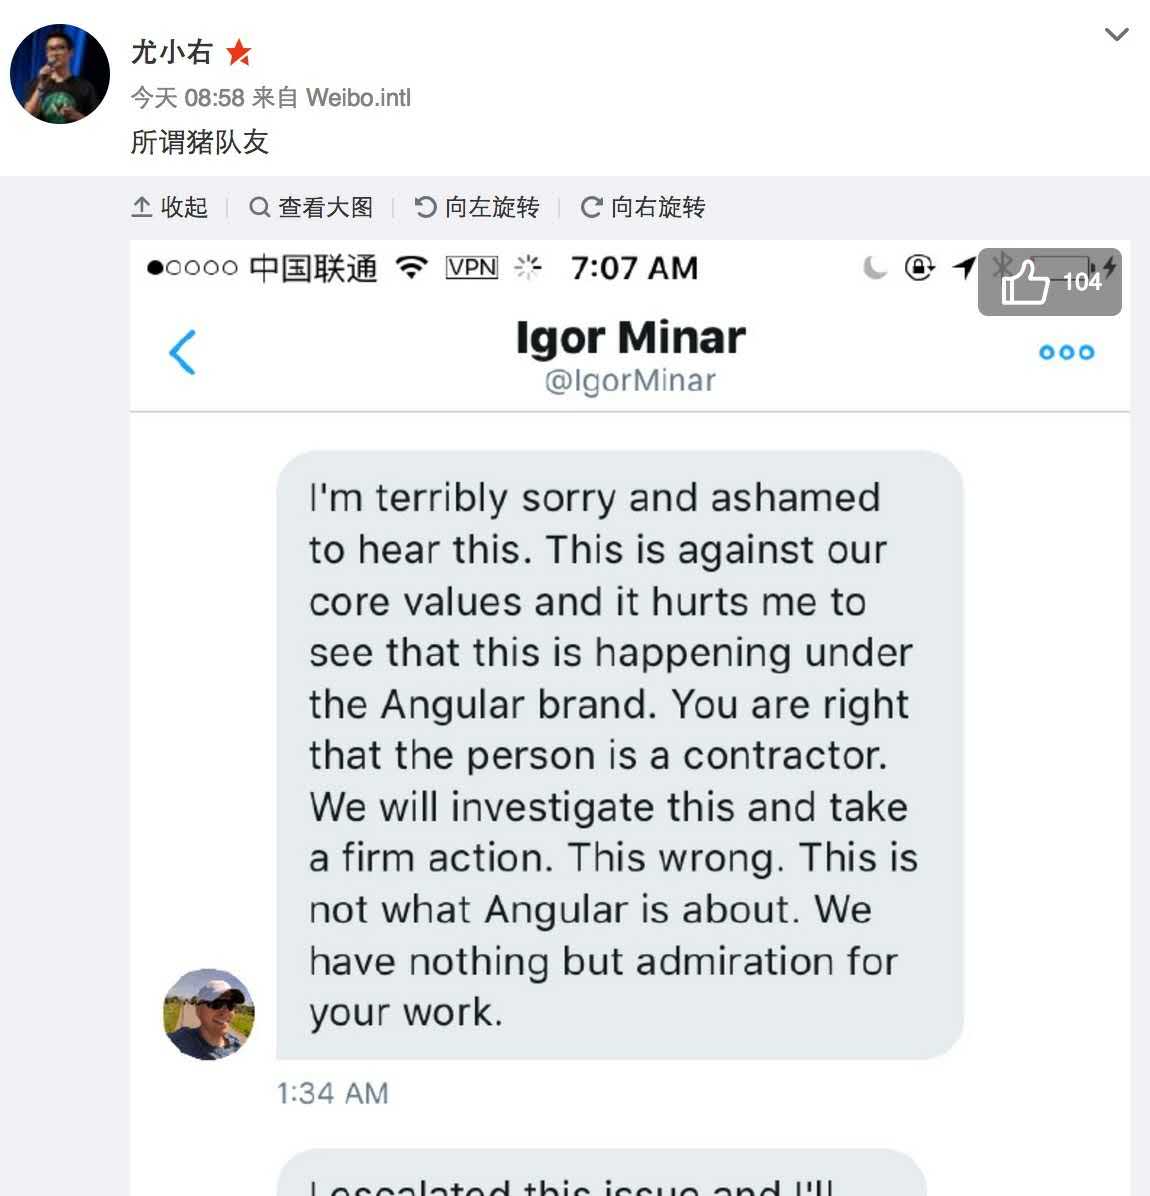 尤小右
今天 08:58 来自 Weibo.intl
所谓猪队友
收起 查看大图 向左旋转 向右旋转
中国联通 VPN 7:07 AM
104
Igor Minar
@IgorMinar
I'm terribly sorry and ashamed
to hear this. This is against our
core values and it hurts me to
see that this is happening under
the Angular brand. You are right
that the person is a contractor.
We will investigate this and take
a firm action. This wrong. This is
not what Angular is about. We
have nothing but admiration for
your work.
1:34 AM
I escalated this issue and I'll